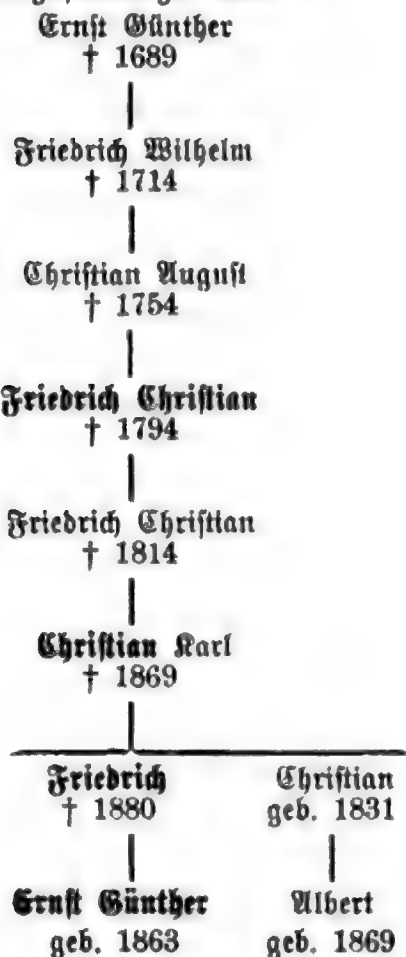 Ernst Günther
† 1689
Friedrich Wilhelm
† 1714
Christian August
† 1754
Friedrich Christian
† 1794
Friedrich Christian
† 1814
Christian Karl
† 1869
Friedrich
† 1880
Christian
geb. 1831
Ernst Günther
geb. 1863
Albert
geb. 1869